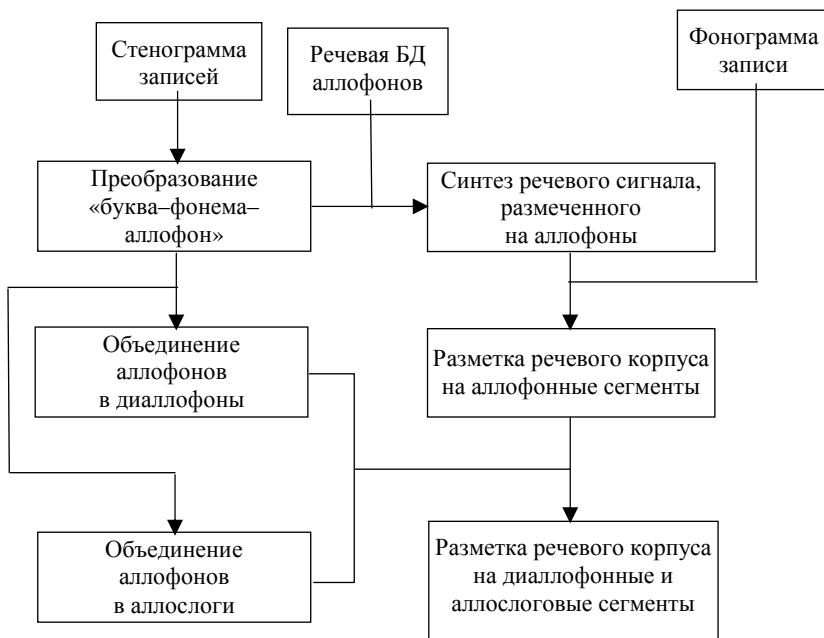 Стенограмма
записей
Речевая БД
аллофонов
Фонограмма
записи
Преобразование
«буква–фонема–
аллофон»
Синтез речевого сигнала,
размеченного
на аллофоны
Объединение
аллофонов
в диаллофоны
Разметка речевого корпуса
на аллофонные сегменты
Объединение
аллофонов
в аллослоги
Разметка речевого корпуса
на диаллофонные и
аллослоговые сегменты